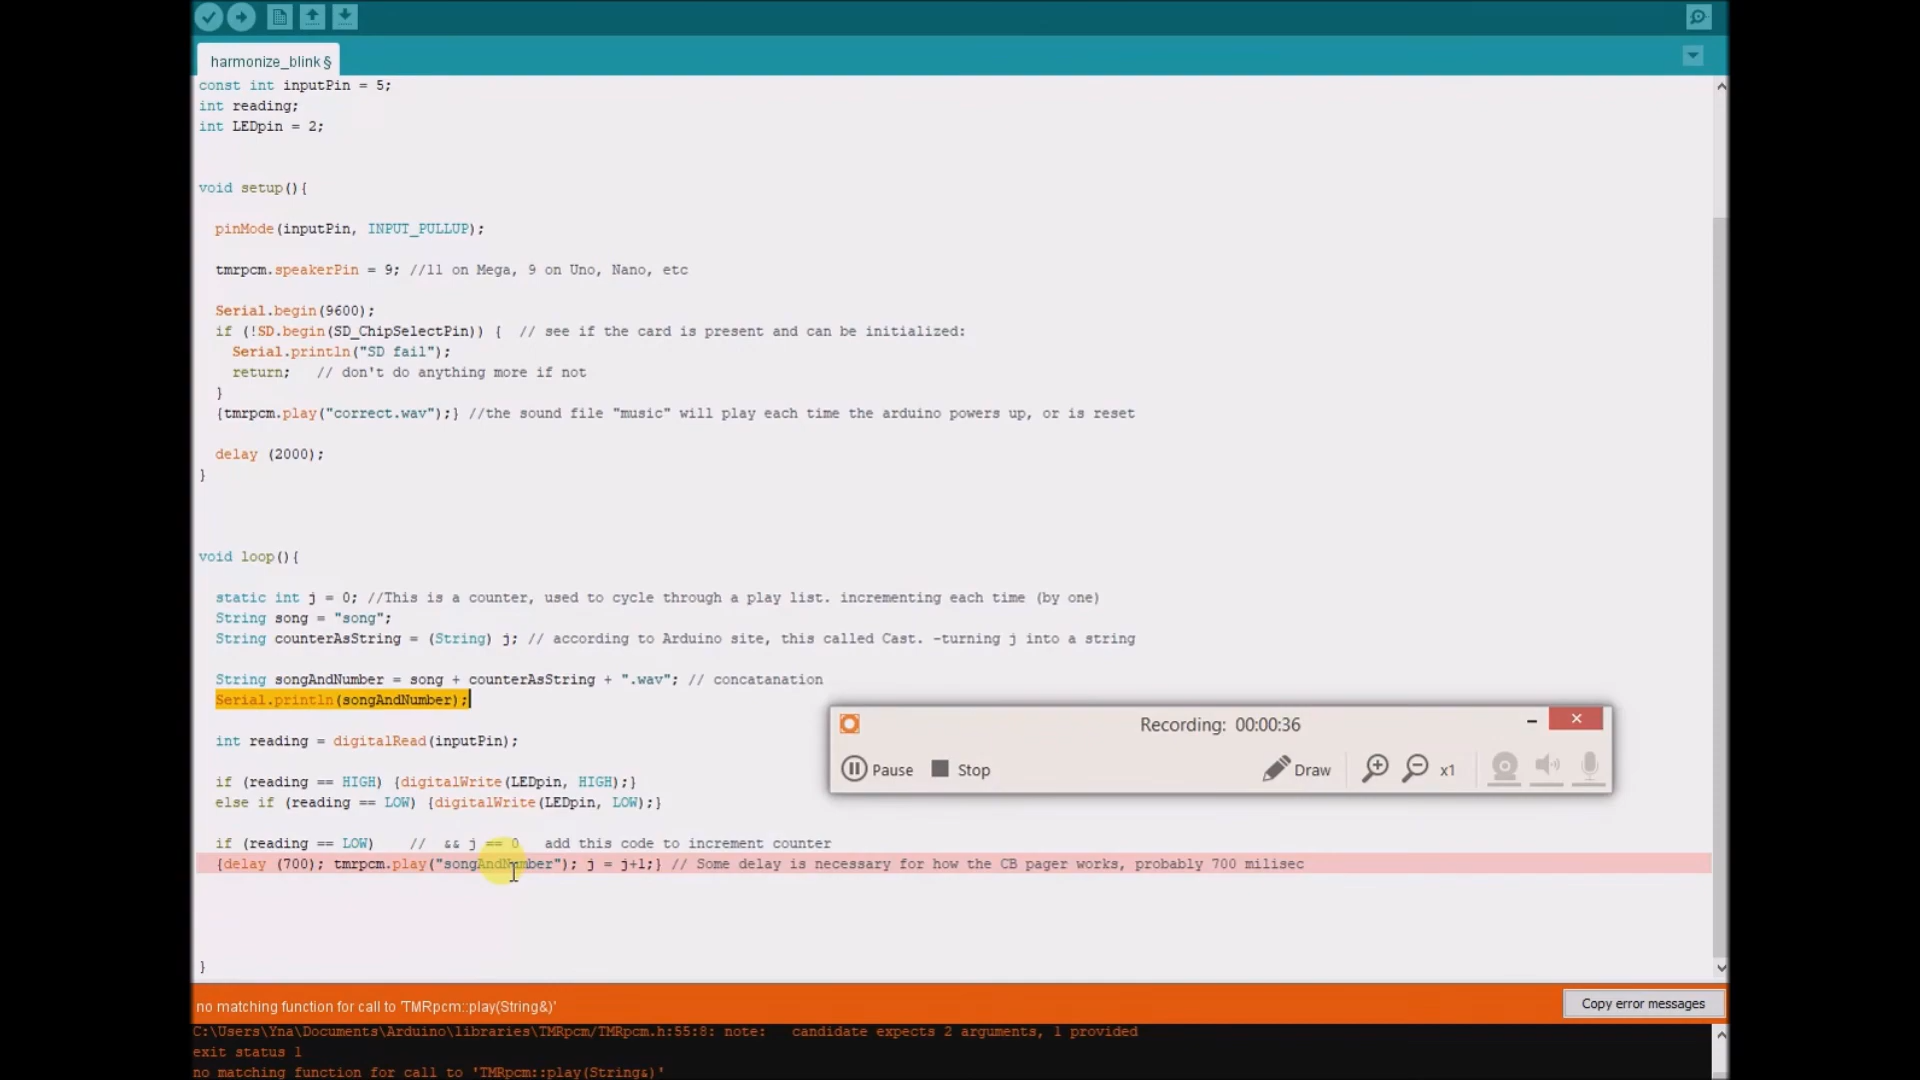 harmonize_blink §
const int inputPin = 5;
int reading;
int LEDpin = 2;
void setup(){
pinMode(inputPin, INPUT_PULLUP);
tmrpcm.speakerPin = 9; //11 on Mega, 9 on Uno, Nano, etc
Serial.begin(9600);
if (!SD.begin(SD_ChipSelectPin)) {  // see if the card is present and can be initialized:
Serial.println("SD fail");
return;   // don't do anything more if not
}
{tmrpcm.play("correct.wav");} //the sound file "music" will play each time the arduino powers up, or is reset
delay (2000);
}
void loop(){
static int j = 0; //This is a counter, used to cycle through a play list. incrementing each time (by one)
String song = "song";
String counterAsString = (String) j; // according to Arduino site, this called Cast. -turning j into a string
String songAndNumber = song + counterAsString + ".wav"; // concatanation
Serial.println(songAndNumber);
int reading = digitalRead(inputPin);
if (reading == HIGH) {digitalWrite(LEDpin, HIGH);}
else if (reading == LOW) {digitalWrite(LEDpin, LOW);}
if (reading == LOW)    //  && j == 0   add this code to increment counter
{delay (700); tmrpcm.play("songAndNumber"); j = j+1;} // Some delay is necessary for how the CB pager works, probably 700 milisec
}
Recording: 00:00:36
Pause Stop Draw x1
no matching function for call to 'TMRpcm::play(String&)'
Copy error messages
C:\Users\Yna\Documents\Arduino\libraries\TMRpcm/TMRpcm.h:55:8: note:   candidate expects 2 arguments, 1 provided
exit status 1
no matching function for call to 'TMRpcm::play(String&)'